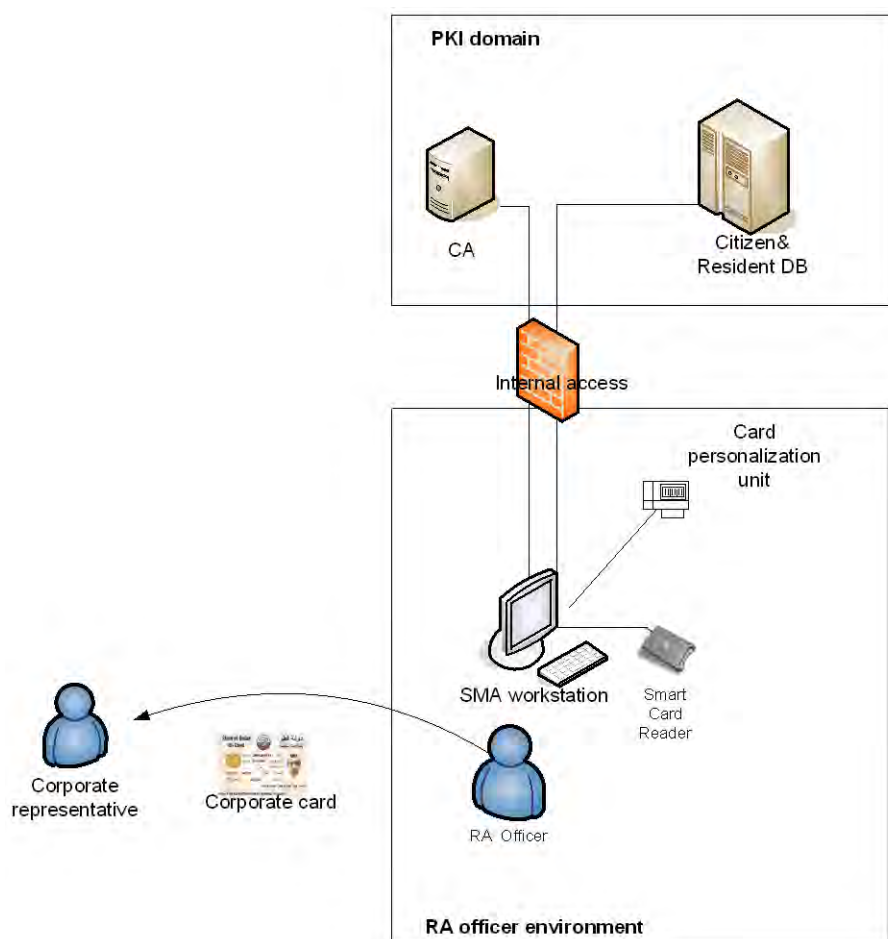 PKI domain
CA
Citizen&
Resident DB
Internal access
Card
personalization
unit
SMA workstation
Smart
Card
Reader
Corporate
representative
Corporate card
RA Officer
RA officer environment